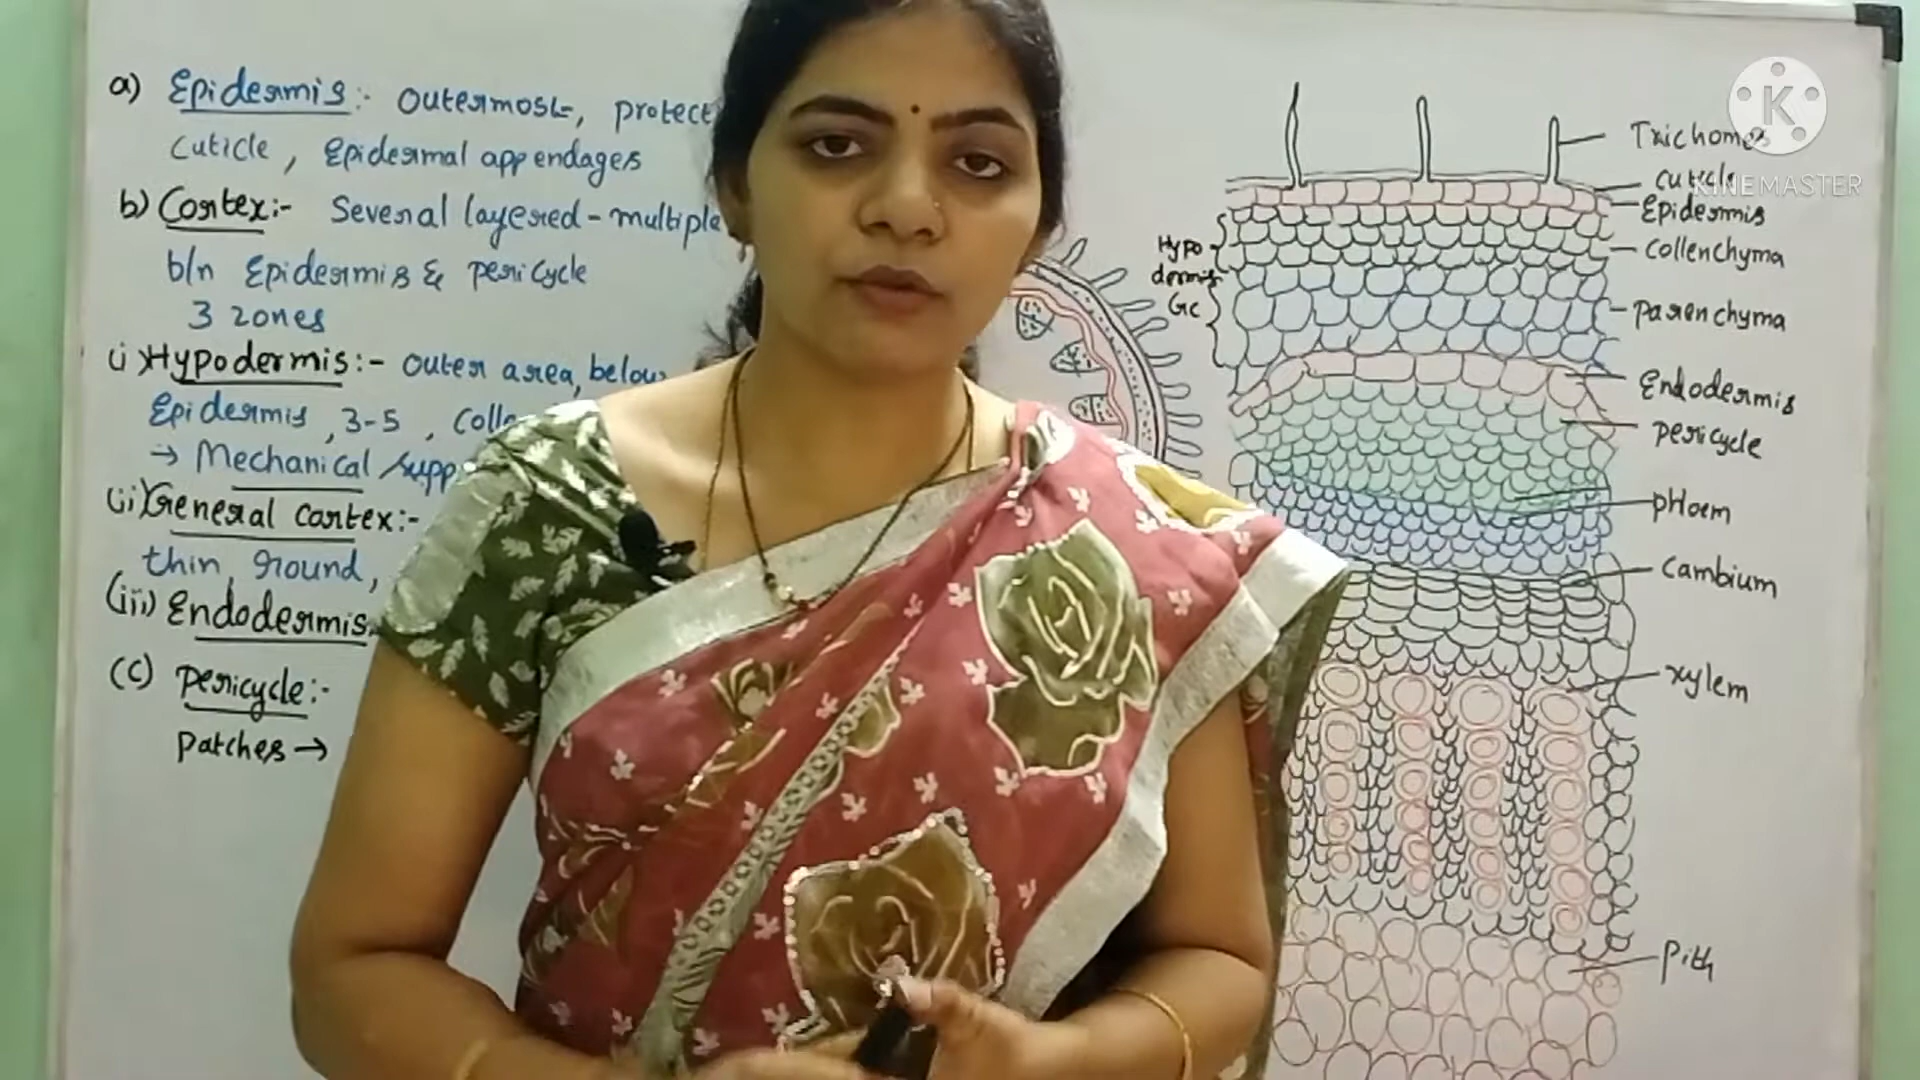 a) Epidermis:- outermost, protect
cuticle, Epidermal appendages
b) Cortex:- Several layered - multiple
b/n Epidermis & pericycle
3 zones
(i) Hypodermis:- outer area, below
Epidermis, 3-5, Colle
→ Mechanical supp
(ii) General cortex:-
thin round,
(iii) Endodermis
(c) pericycle:-
Patches →
Trichomes
cuticle
Epidermis
collenchyma
parenchyma
Endodermis
pericycle
pHoem
Cambium
xylem
pith
Hypo
dermis
GC
K
KINEMASTER